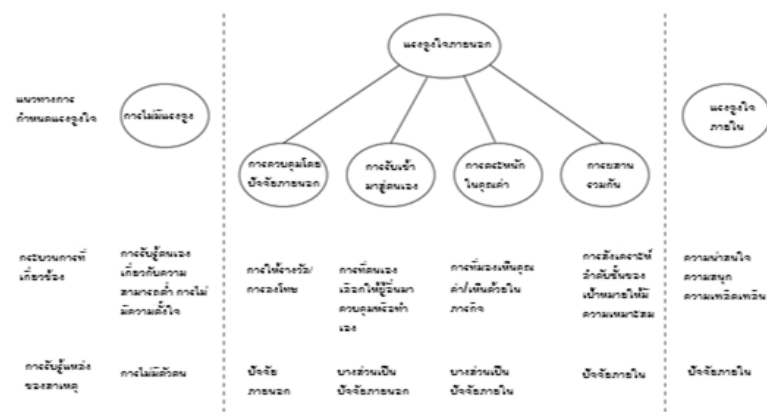 แรงจูงใจภายนอก
แนวทางการ
กำหนดแรงจูงใจ
การไม่มีแรงจูง
แรงจูงใจ
ภายใน
การควบคุมโดย
ปัจจัยภายนอก
การรับเข้า
มาสู่ตนเอง
การตระหนัก
ในคุณค่า
การผสาน
รวมกัน
กระบวนการที่
เกี่ยวข้อง
การรับรู้ตนเอง
เกี่ยวกับความ
สามารถต่ำ การไม่
มีความตั้งใจ
การให้รางวัล/
การลงโทษ
การที่ตนเอง
เลือกให้ผู้อื่นมา
ควบคุมหรือทำ
เอง
การที่มองเห็นคุณ
ค่า/เห็นด้วยใน
ภารกิจ
การสังเคราะห์
ลำดับชั้นของ
เป้าหมายให้มี
ความเหมาะสม
ความน่าสนใจ
ความสนุก
ความเพลิดเพลิน
การรับรู้แหล่ง
ของสาเหตุ
การไม่มีตัวตน
ปัจจัย
ภายนอก
บางส่วนเป็น
ปัจจัยภายนอก
บางส่วนเป็น
ปัจจัยภายใน
ปัจจัยภายใน
ปัจจัยภายใน